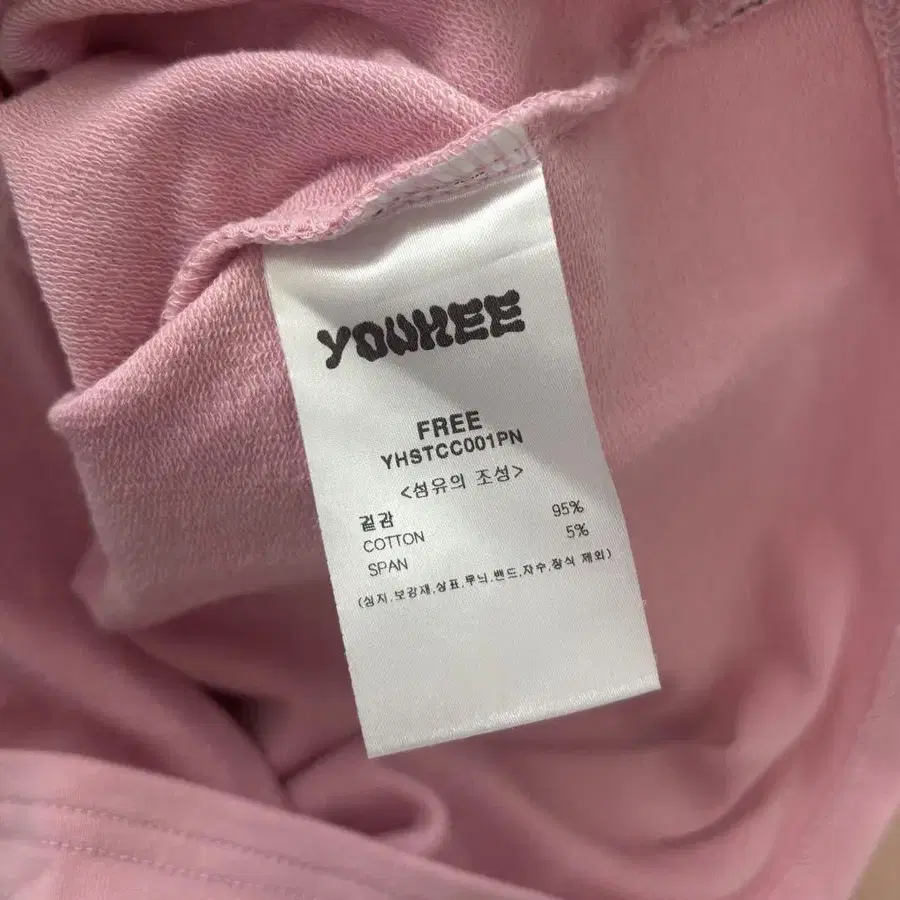 YOUHEE
FREE
YHSTCC001PN
<섬유의 조성>
겉감
COTTON 95%
SPAN 5%
(심지,보강재,상표,무늬,밴드,자수,장식 제외)